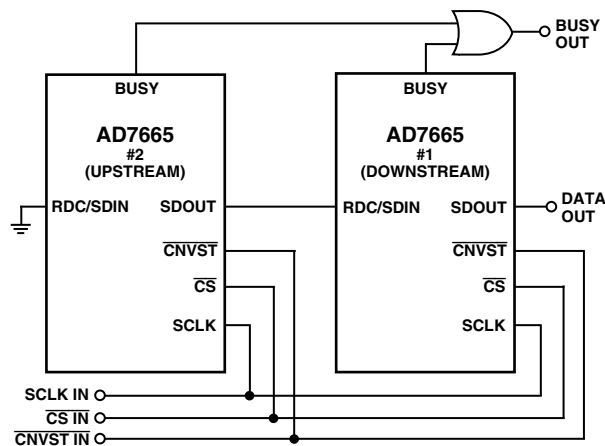 BUSY
OUT
BUSY
BUSY
AD7665
#2
(UPSTREAM)
AD7665
#1
(DOWNSTREAM)
RDC/SDIN
SDOUT
RDC/SDIN
SDOUT
DATA
OUT
CNVST
CNVST
CS
CS
SCLK
SCLK
SCLK IN
CS IN
CNVST IN